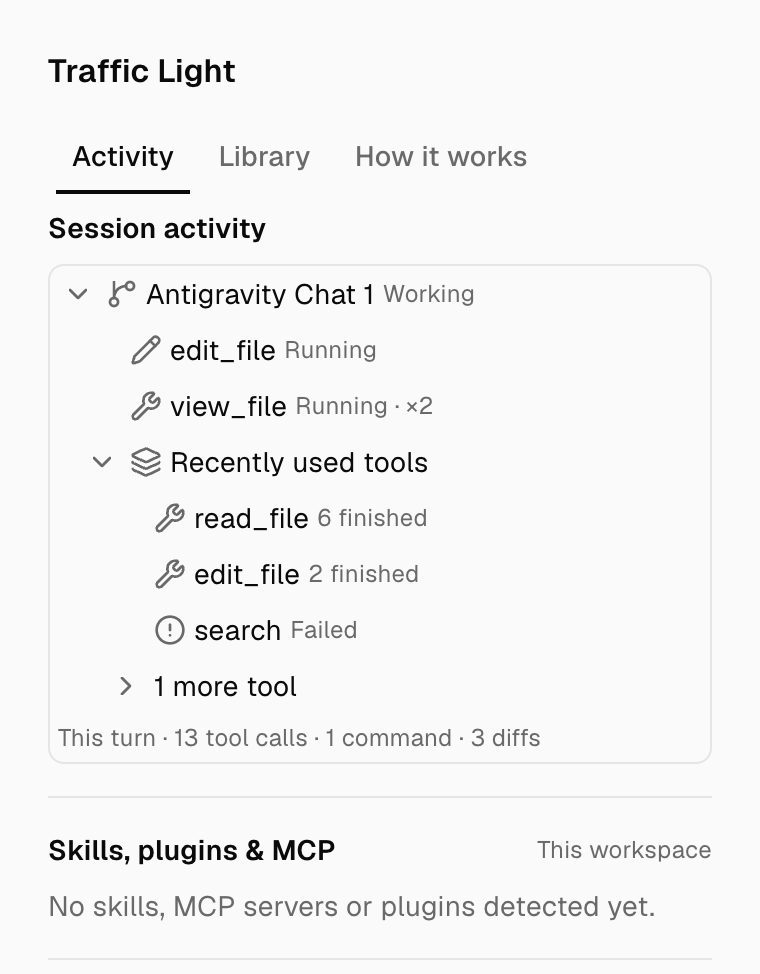 Traffic Light
Activity Library How it works
Session activity
Antigravity Chat 1 Working
edit_file Running
view_file Running · ×2
Recently used tools
read_file 6 finished
edit_file 2 finished
search Failed
1 more tool
This turn · 13 tool calls · 1 command · 3 diffs
Skills, plugins & MCP This workspace
No skills, MCP servers or plugins detected yet.